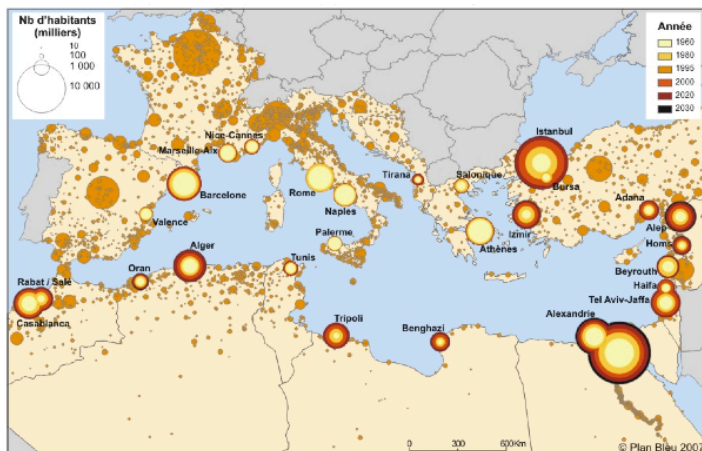 Nb d'habitants
(milliers)
10
100
1 000
10 000
Année
1960
1980
1995
2000
2020
2030
Nice-Cannes
Marseille-Aix
Istanbul
Tirana
Salonique
Bursa
Barcelone
Rome
Adana
Naples
Alep
Valence
Izmir
Athènes
Homs
Palerme
Alger
Beyrouth
Oran
Tunis
Haïfa
Rabat / Salé
Tel Aviv-Jaffa
Alexandrie
Casablanca
Tripoli
Benghazi
0 300 600Km
© Plan Bleu 2007